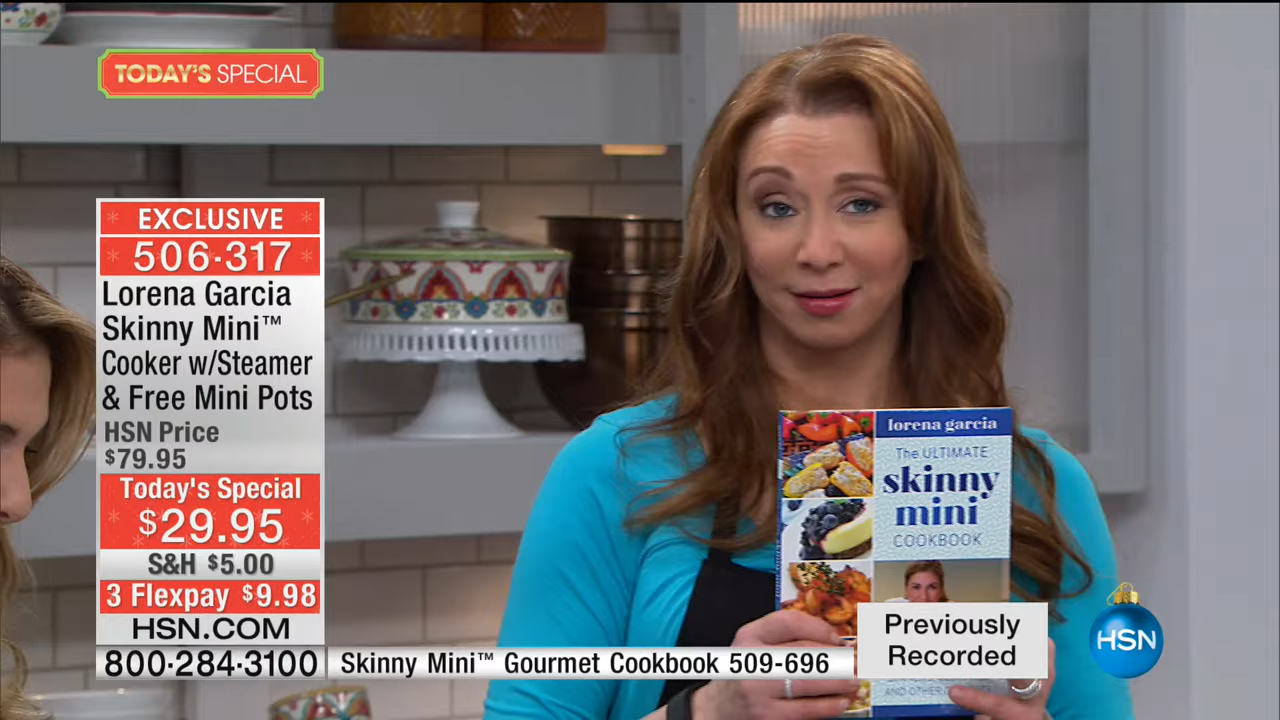 TODAY'S SPECIAL
EXCLUSIVE
506-317
Lorena Garcia
Skinny Mini™
Cooker w/Steamer
& Free Mini Pots
HSN Price
$79.95
Today's Special
$29.95
S&H $5.00
3 Flexpay $9.98
HSN.COM
800·284·3100
Skinny Mini™ Gourmet Cookbook 509-696
lorena garcia
The ULTIMATE
skinny
mini
COOKBOOK
AND OTHER
Previously
Recorded
HSN